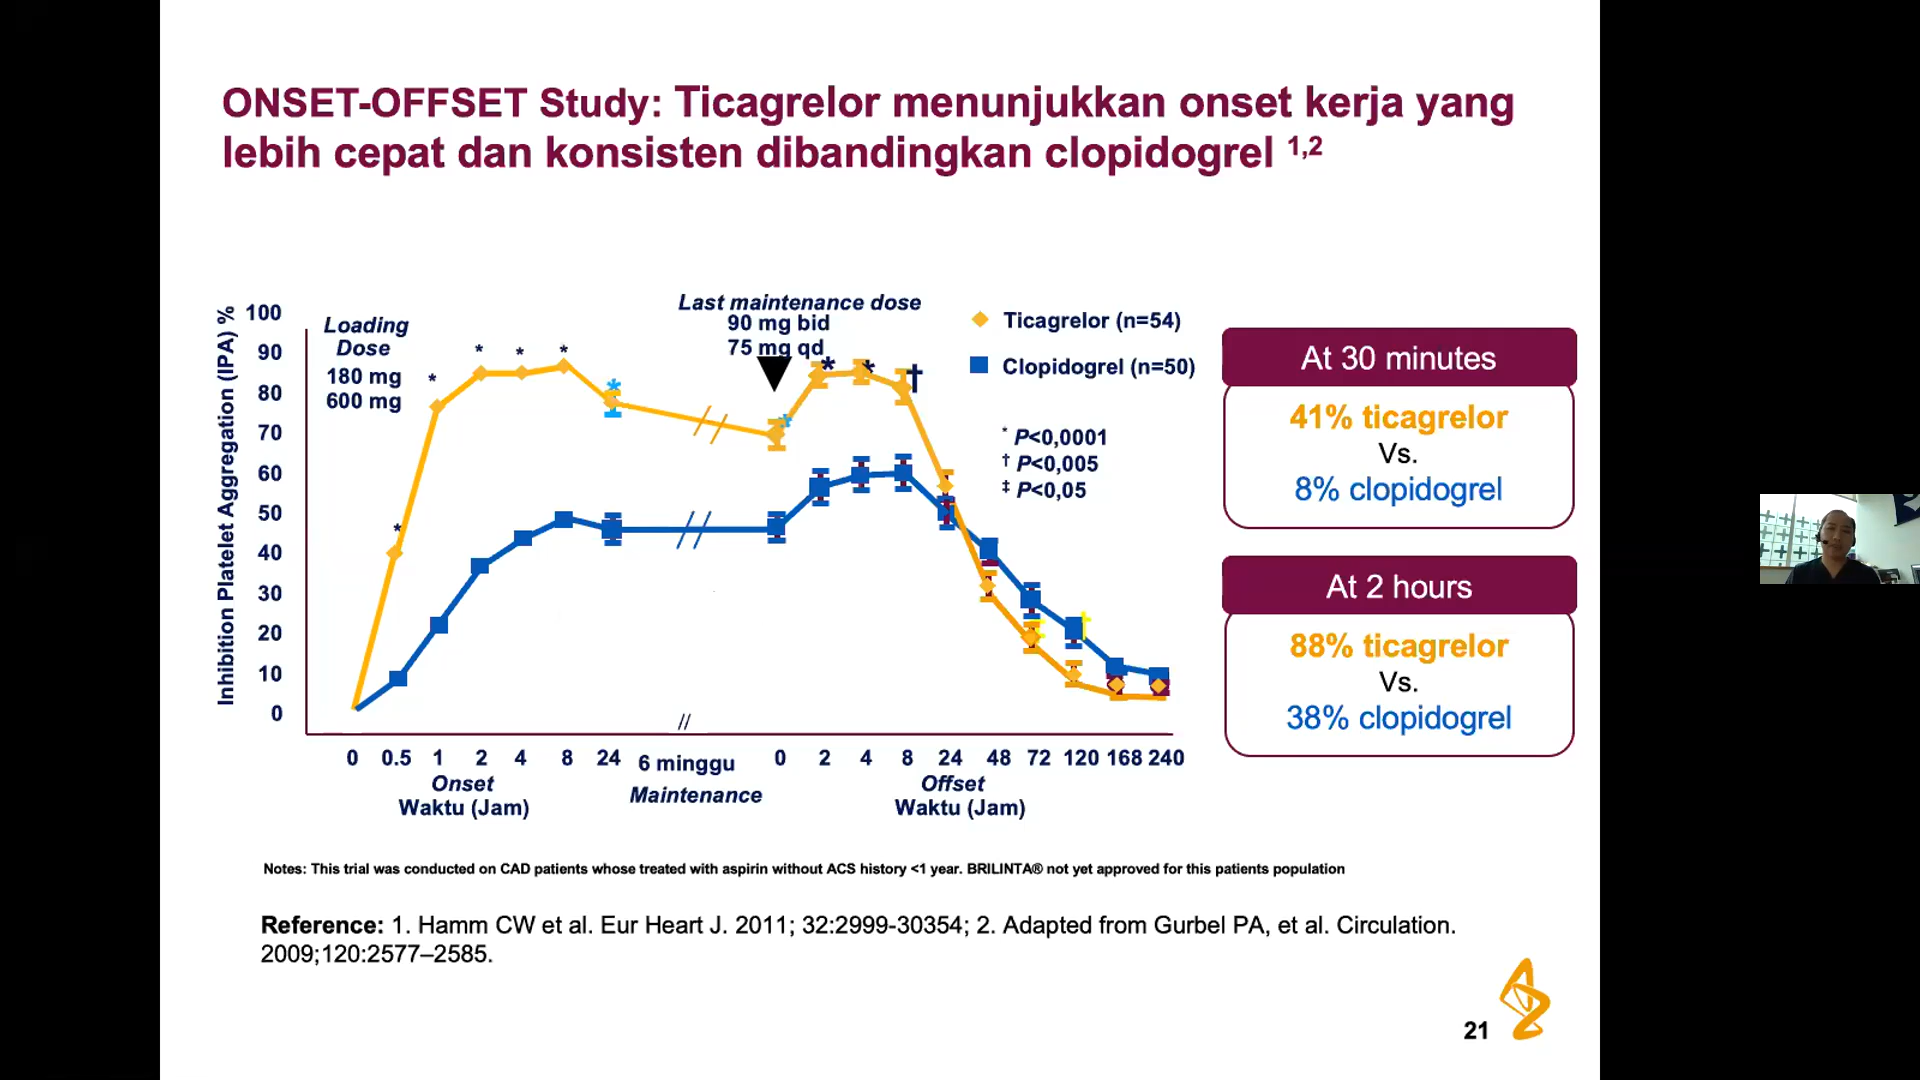 ONSET-OFFSET Study: Ticagrelor menunjukkan onset kerja yang
lebih cepat dan konsisten dibandingkan clopidogrel 1,2
Inhibition Platelet Aggregation (IPA) %
100
90
80
70
60
50
40
30
20
10
0
Loading
Dose
180 mg
600 mg
* * * * *
*
Last maintenance dose
90 mg bid
75 mg qd
* * * †
†
Ticagrelor (n=54)
Clopidogrel (n=50)
* P<0,0001
† P<0,005
‡ P<0,05
//
0 0.5 1 2 4 8 24 6 minggu 0 2 4 8 24 48 72 120 168 240
Onset
Waktu (Jam)
Maintenance
Offset
Waktu (Jam)
At 30 minutes
41% ticagrelor
Vs.
8% clopidogrel
At 2 hours
88% ticagrelor
Vs.
38% clopidogrel
Notes: This trial was conducted on CAD patients whose treated with aspirin without ACS history <1 year. BRILINTA® not yet approved for this patients population
Reference: 1. Hamm CW et al. Eur Heart J. 2011; 32:2999-30354; 2. Adapted from Gurbel PA, et al. Circulation.
2009;120:2577–2585.
21